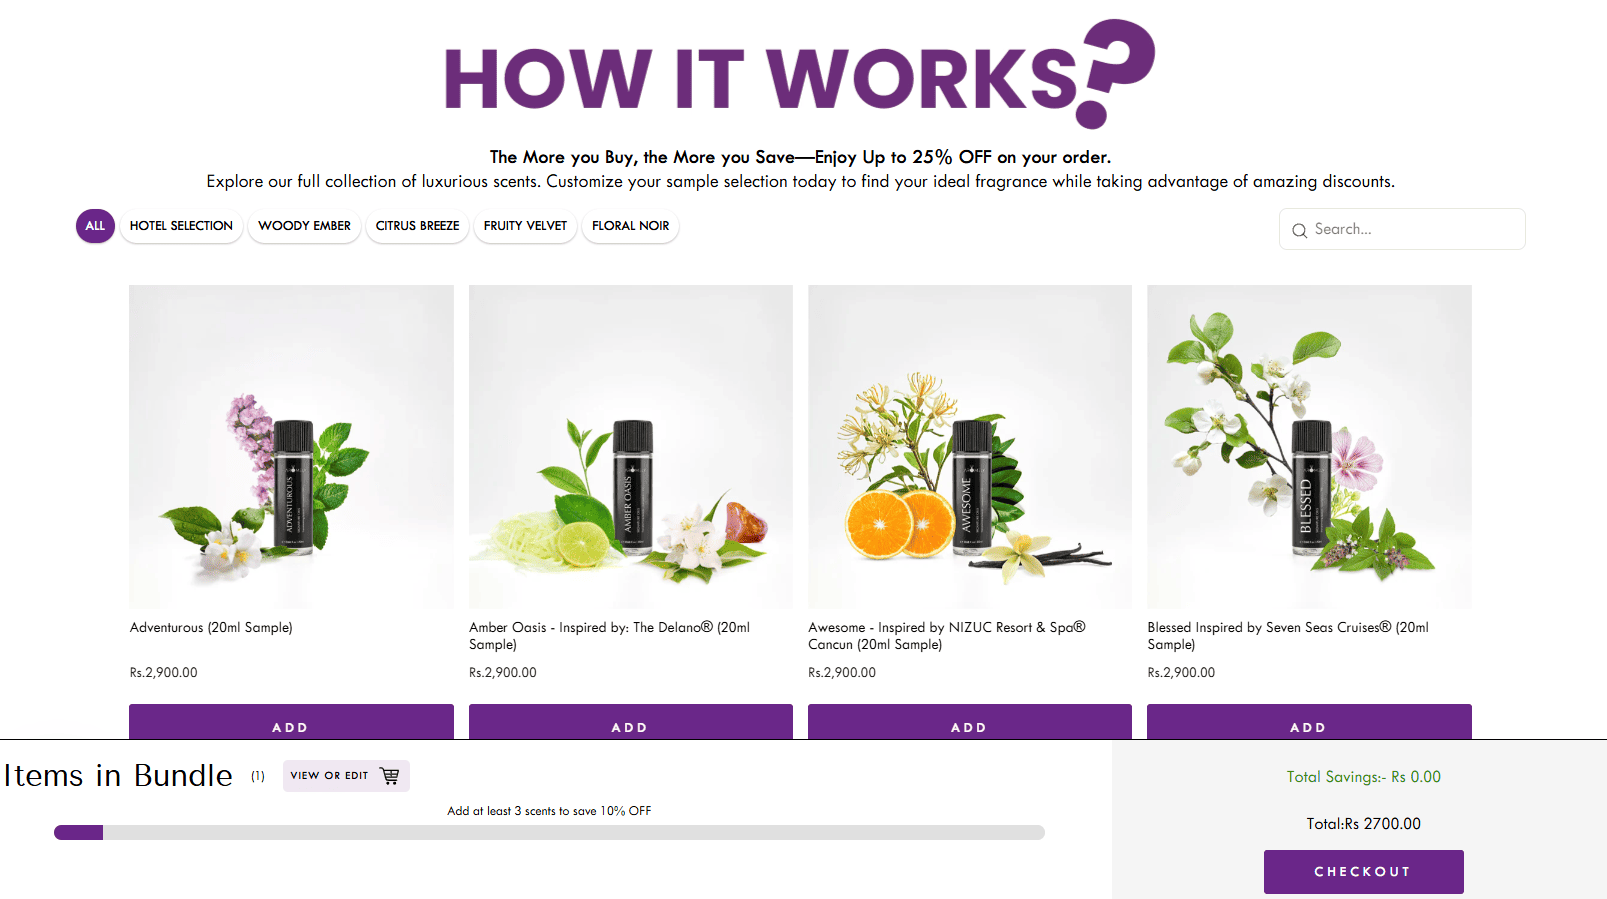 HOW IT WORKS?
The More you Buy, the More you Save—Enjoy Up to 25% OFF on your order.
Explore our full collection of luxurious scents. Customize your sample selection today to find your ideal fragrance while taking advantage of amazing discounts.
ALL HOTEL SELECTION WOODY EMBER CITRUS BREEZE FRUITY VELVET FLORAL NOIR Search...
ADVENTUROUS
AMBER OASIS
AWESOME
BLESSED
Adventurous (20ml Sample)
Rs.2,900.00
ADD
Amber Oasis - Inspired by: The Delano® (20ml
Sample)
Rs.2,900.00
ADD
Awesome - Inspired by NIZUC Resort & Spa®
Cancun (20ml Sample)
Rs.2,900.00
ADD
Blessed Inspired by Seven Seas Cruises® (20ml
Sample)
Rs.2,900.00
ADD
Items in Bundle (1) VIEW OR EDIT
Add at least 3 scents to save 10% OFF
Total Savings:- Rs 0.00
Total:Rs 2700.00
CHECKOUT